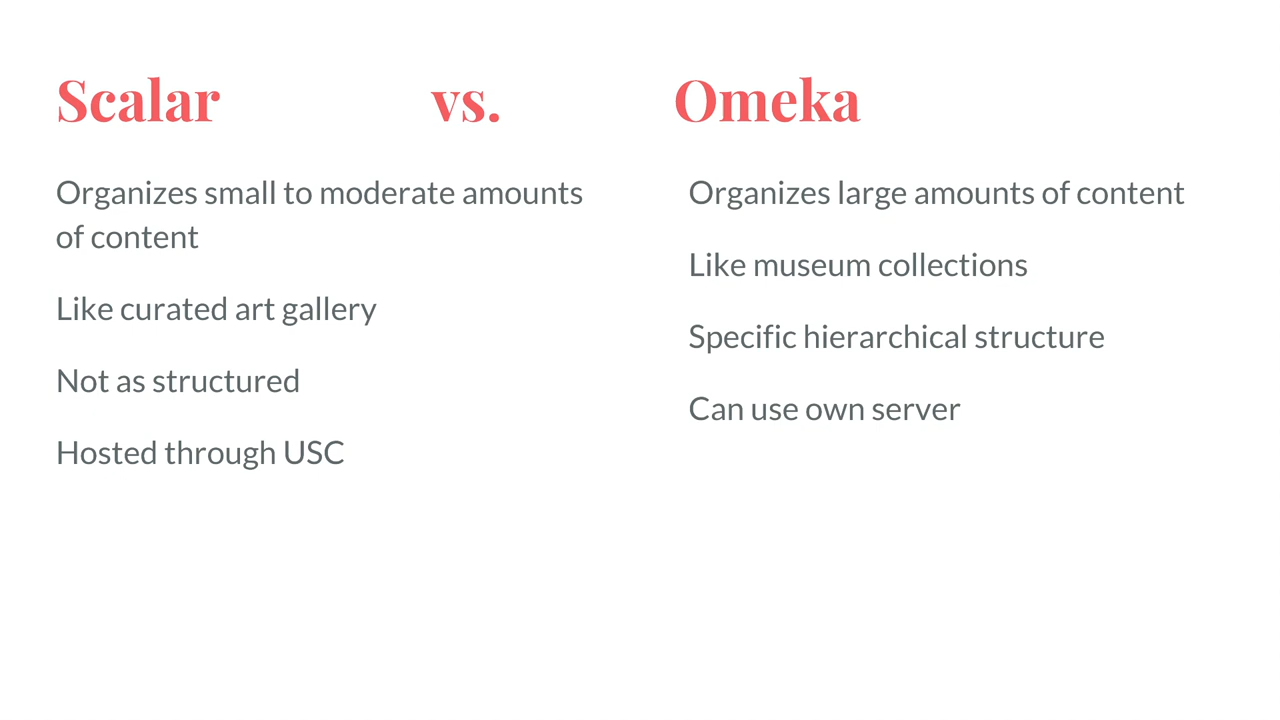 Scalar vs. Omeka
Organizes small to moderate amounts
of content
Like curated art gallery
Not as structured
Hosted through USC
Organizes large amounts of content
Like museum collections
Specific hierarchical structure
Can use own server